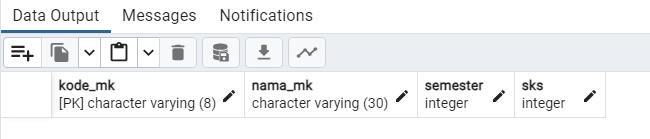 Data Output Messages Notifications
kode_mk nama_mk semester sks
[PK] character varying (8) character varying (30) integer integer